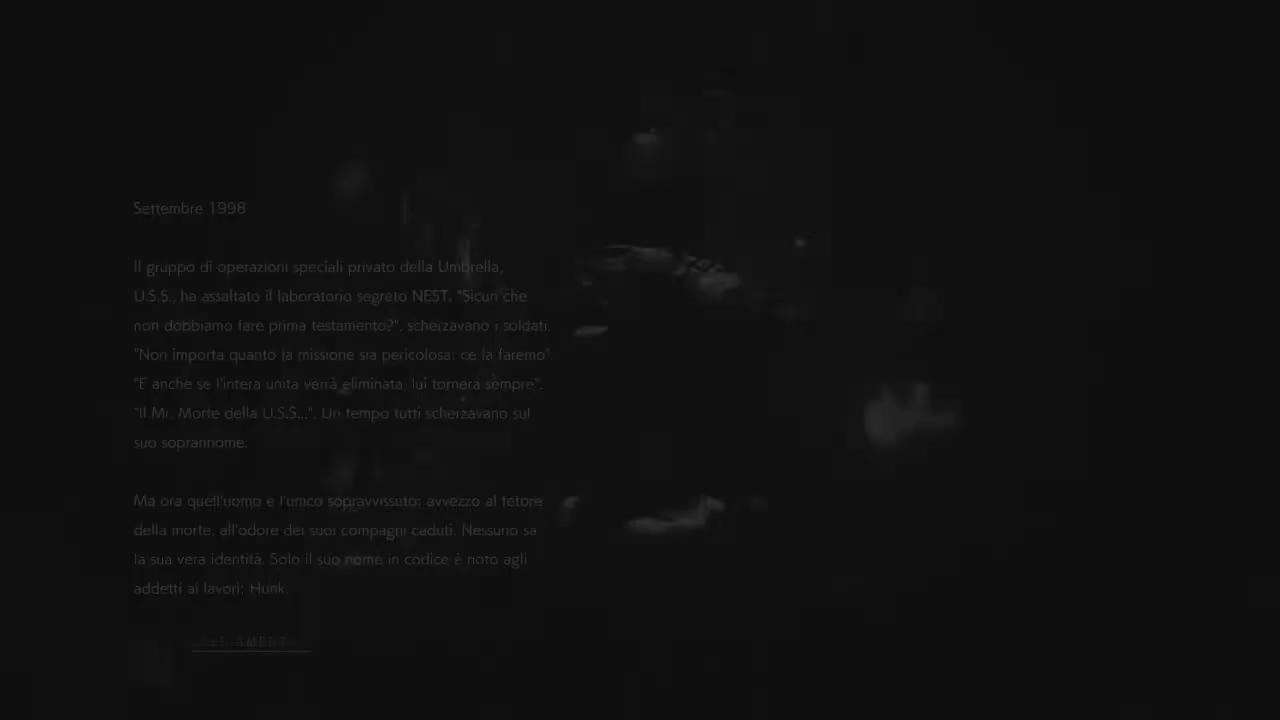 Settembre 1998
Il gruppo di operazioni speciali privato della Umbrella,
U.S.S., ha assaltato il laboratorio segreto NEST. "Sicuri che
non dobbiamo fare prima testamento?", scherzavano i soldati.
"Non importa quanto la missione sia pericolosa: ce la faremo".
"E anche se l'intera unità verrà eliminata, lui tornerà sempre".
"Il Mr. Morte della U.S.S...". Un tempo tutti scherzavano sul
suo soprannome.
Ma ora quell'uomo è l'unico sopravvissuto: avvezzo al fetore
della morte, all'odore dei suoi compagni caduti. Nessuno sa
la sua vera identità. Solo il suo nome in codice è noto agli
addetti ai lavori: Hunk.